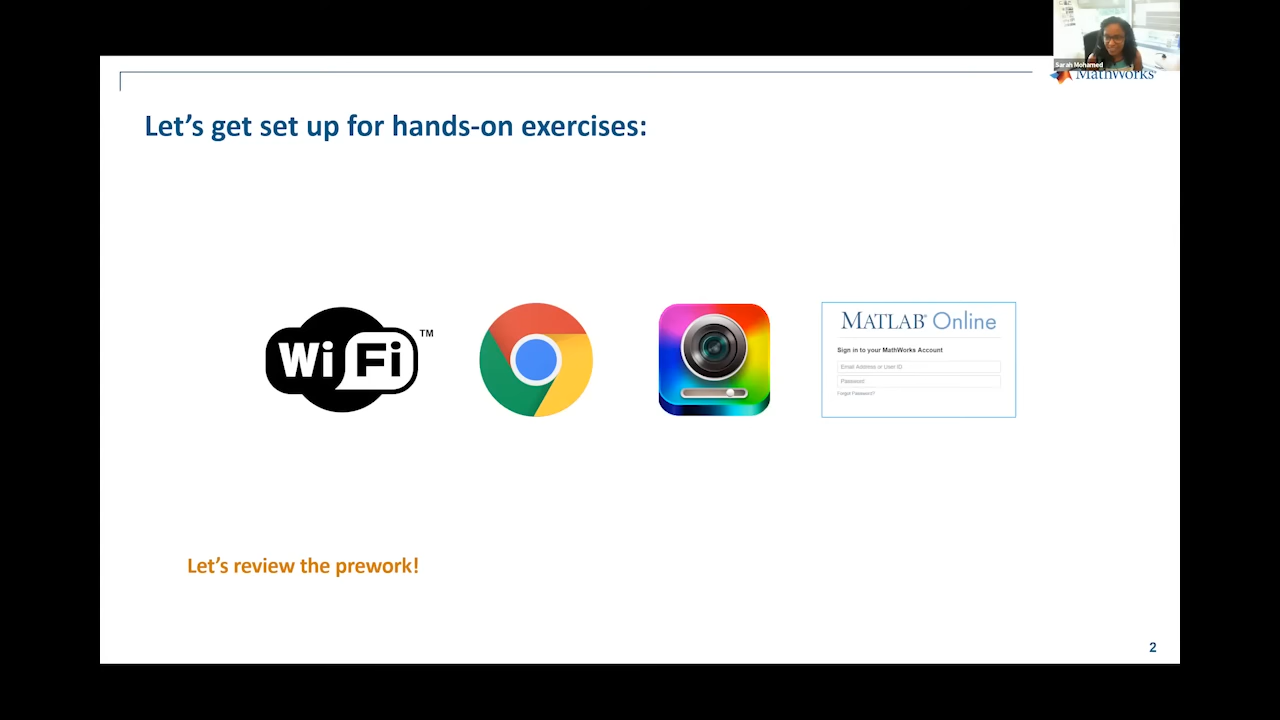 Sarah Mohamed
MathWorks®
Let’s get set up for hands-on exercises:
Wi Fi ™
MATLAB® Online
Sign in to your MathWorks Account
Email Address or User ID
Password
Forgot Password?
Let’s review the prework!
2